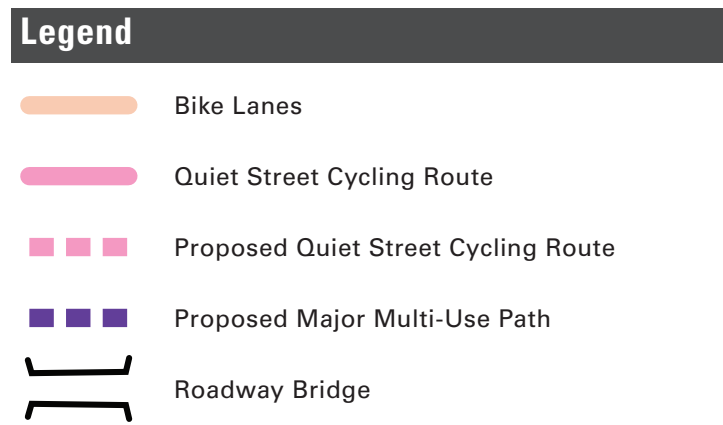 Legend
Bike Lanes
Quiet Street Cycling Route
Proposed Quiet Street Cycling Route
Proposed Major Multi-Use Path
Roadway Bridge